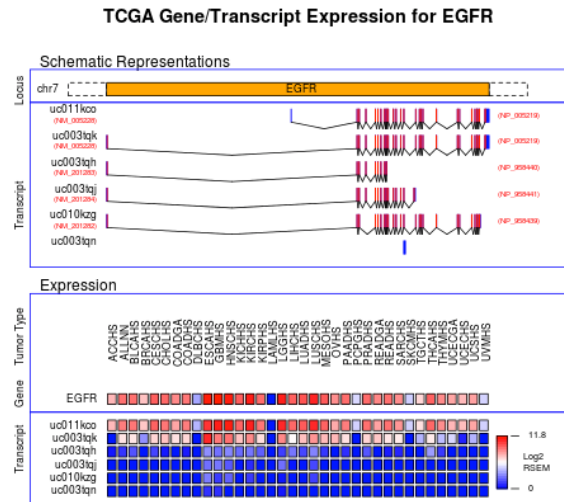 TCGA Gene/Transcript Expression for EGFR
Schematic Representations
Locus
chr7
EGFR
Transcript
uc011kco
(NM_005228)
(NP_005219)
uc003tqk
(NM_005228)
(NP_005219)
uc003tqh
(NM_201283)
(NP_958440)
uc003tqj
(NM_201284)
(NP_958441)
uc010kzg
(NM_201282)
(NP_958439)
uc003tqn
Expression
Tumor Type
ACCHS
ALLNN
BLCAHS
BRCAHS
CESCHS
CHOLHS
COADGA
COADHS
DLBCHS
ESCAHS
GBMHS
HNSCHS
KICHHS
KIRCHS
KIRPHS
LAMLHS
LGGHS
LIHCHS
LUADHS
LUSCHS
MESOHS
OVHS
PAADHS
PCPGHS
PRADHS
READGA
READHS
SARCHS
SKCMHS
TGCTHS
THCAHS
THYMHS
UCECGA
UCECHS
UCSHS
UVMHS
Gene
EGFR
Transcript
uc011kco
uc003tqk
uc003tqh
uc003tqj
uc010kzg
uc003tqn
11.8
Log2
RSEM
0